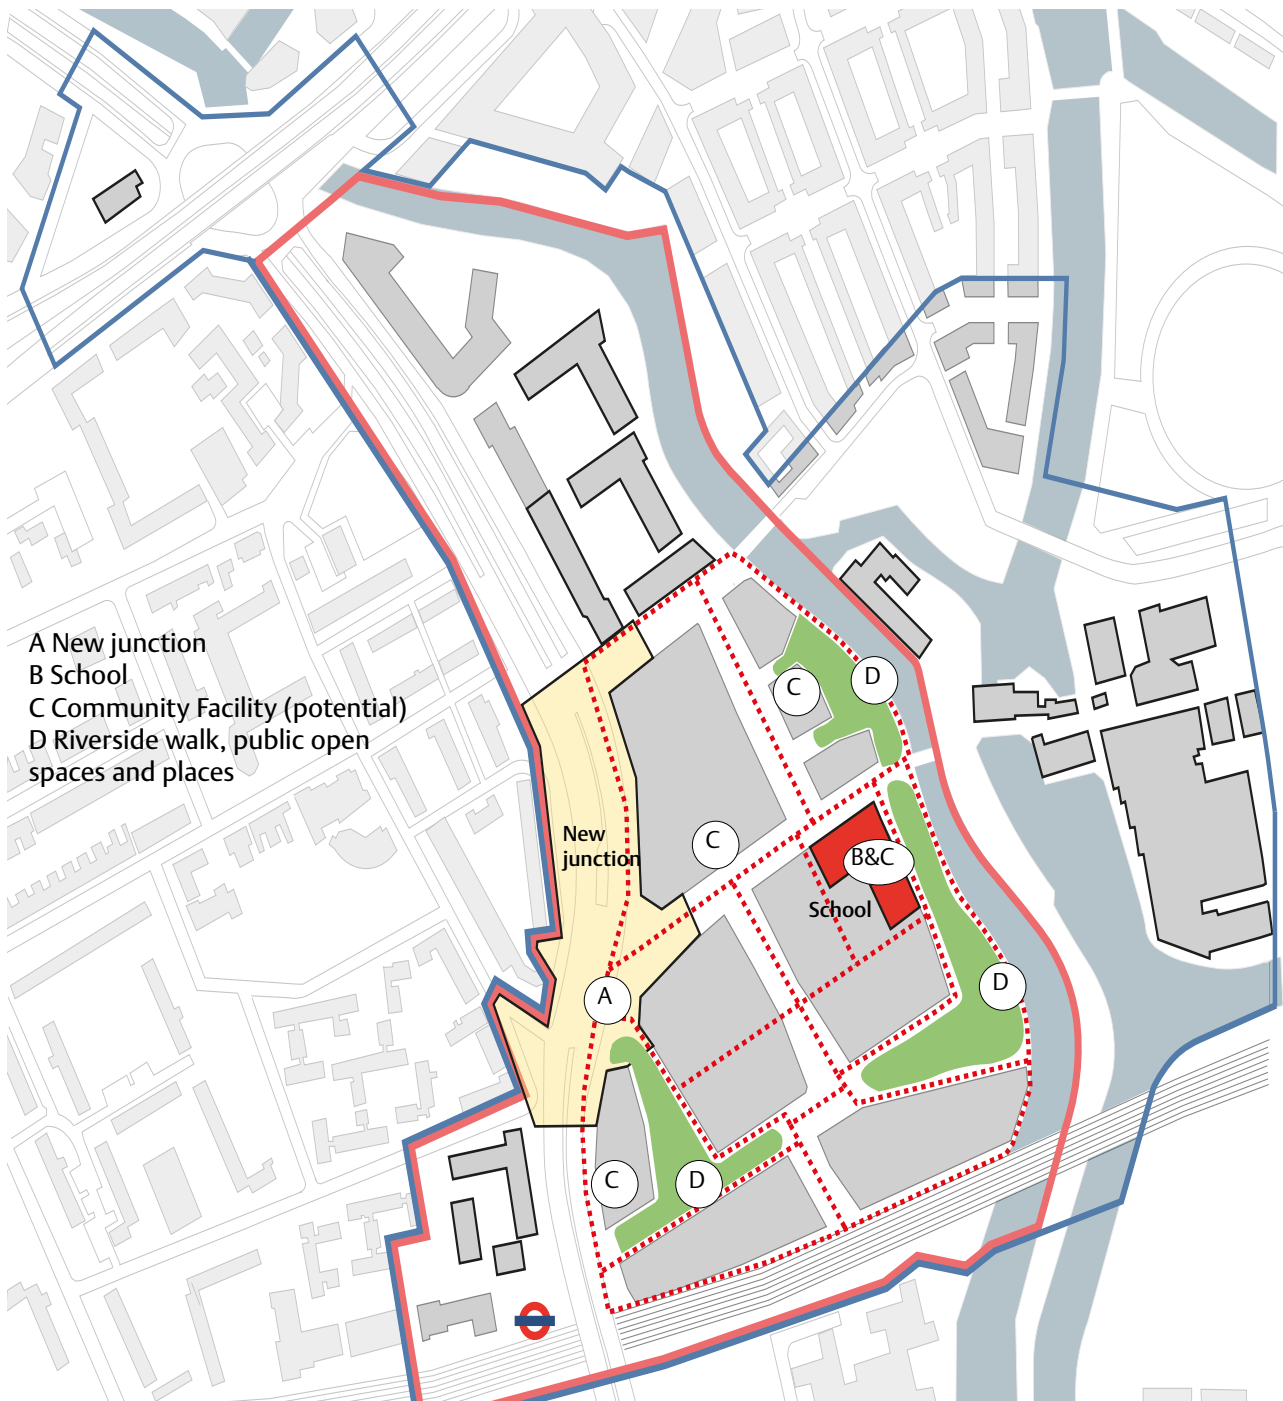 A New junction
B School
C Community Facility (potential)
D Riverside walk, public open
spaces and places
C
D
New
junction
C
B&C
School
A
D
C
D